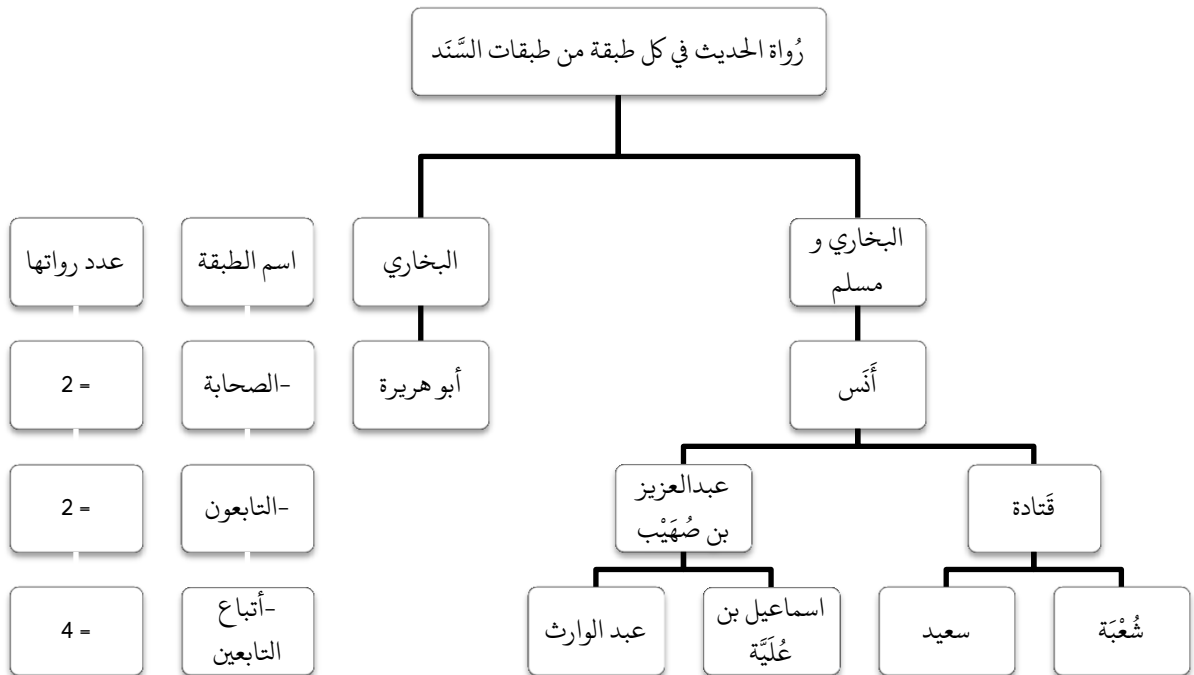 رُواة الحديث في كل طبقة من طبقات السَّنَد
البخاري و
مسلم
البخاري
اسم الطبقة
عدد رواتها
أَنَس
أبو هريرة
-الصحابة
= 2
قَتادة
عبدالعزيز
بن صُهَيْب
-التابعون
= 2
شُعْبَة
سعيد
اسماعيل بن
عُلَيَّة
عبد الوارث
-أتباع
التابعين
= 4